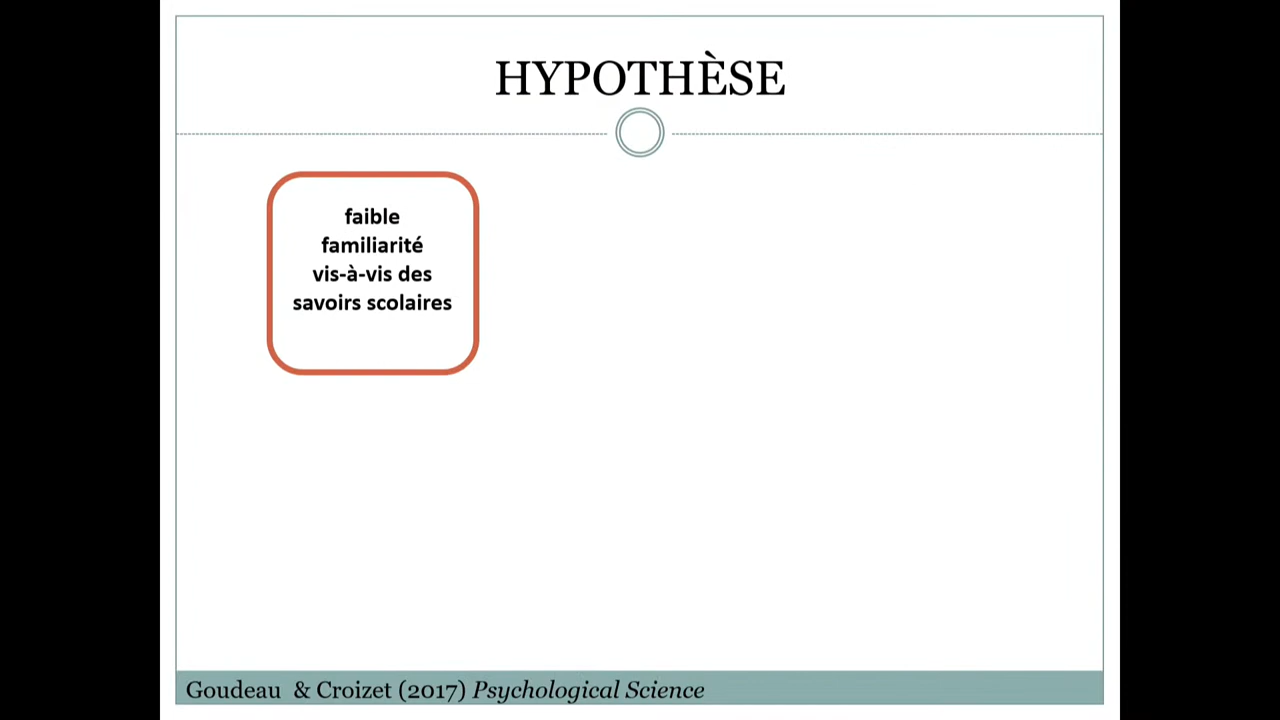 HYPOTHÈSE
faible
familiarité
vis-à-vis des
savoirs scolaires
Goudeau & Croizet (2017) Psychological Science